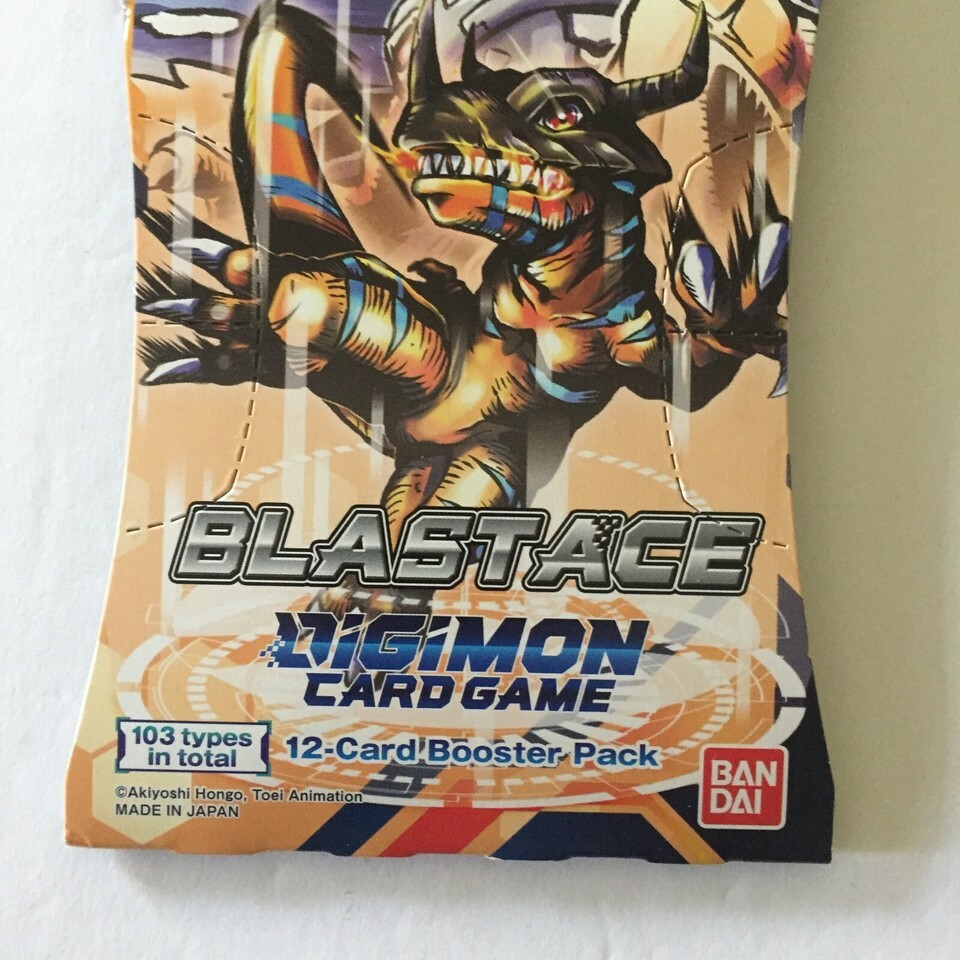 BLAST ACE
DIGIMON
CARD GAME
103 types
in total
12-Card Booster Pack
©Akiyoshi Hongo, Toei Animation
MADE IN JAPAN
BAN
DAI